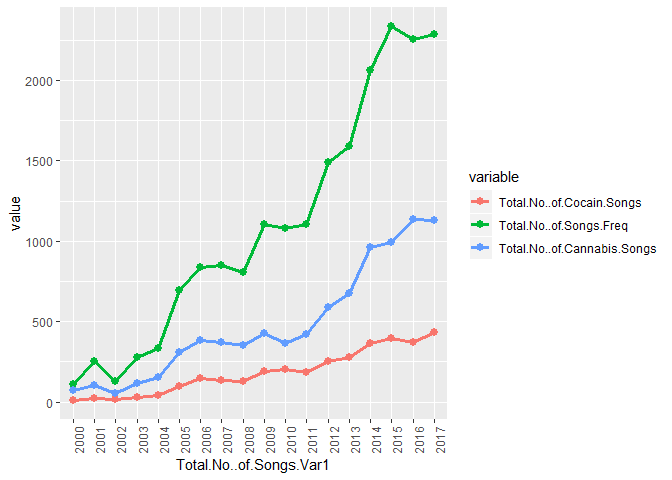 2000
1500
1000
500
0
value
2000 2001 2002 2003 2004 2005 2006 2007 2008 2009 2010 2011 2012 2013 2014 2015 2016 2017
Total.No..of.Songs.Var1
variable
Total.No..of.Cocain.Songs
Total.No..of.Songs.Freq
Total.No..of.Cannabis.Songs